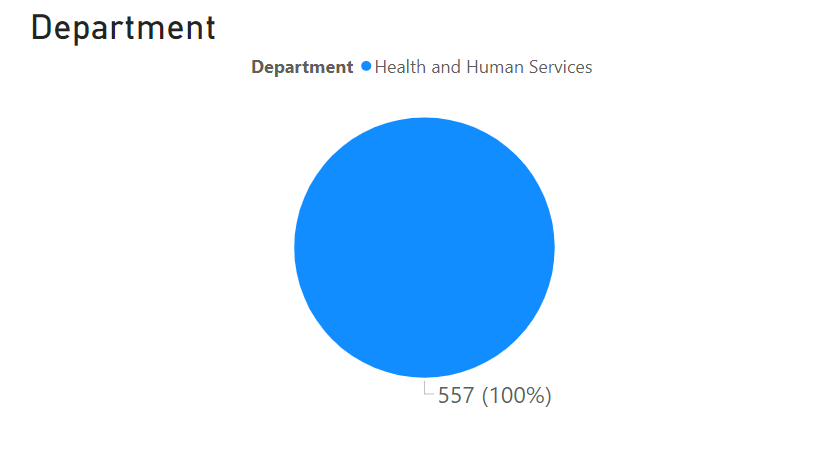 Department
Department Health and Human Services
557 (100%)